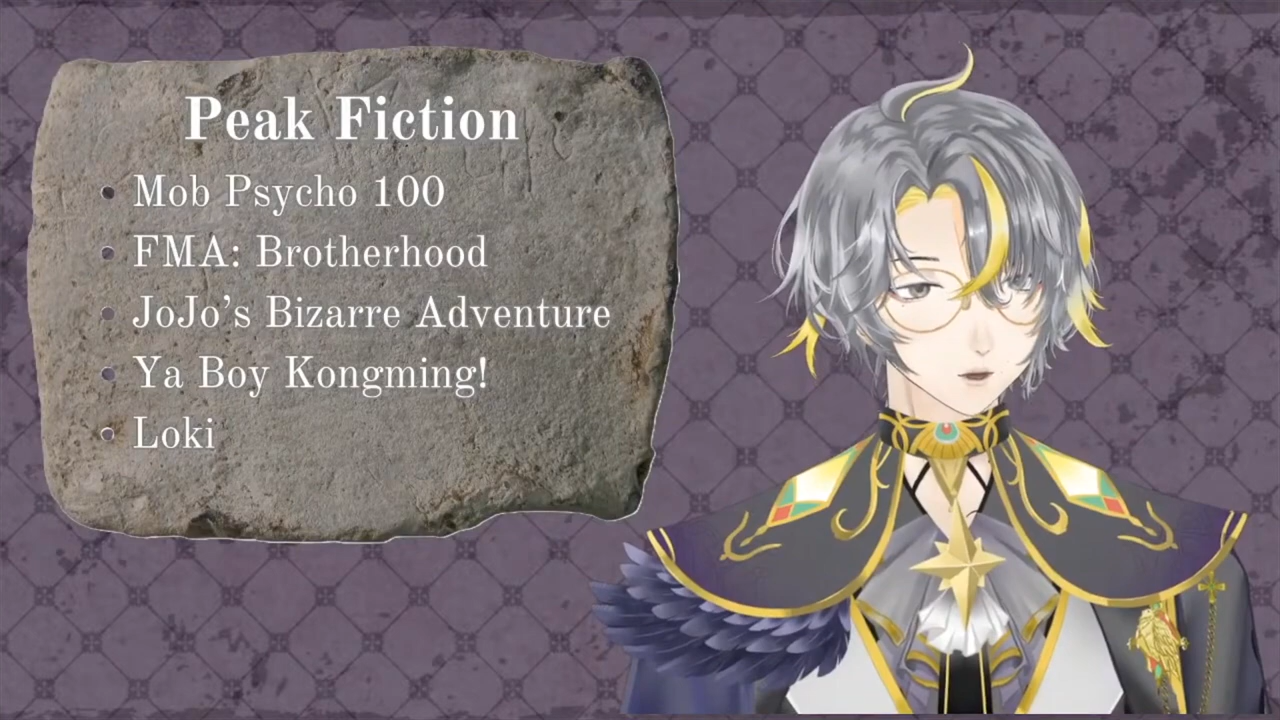 Peak Fiction
• Mob Psycho 100
• FMA: Brotherhood
• JoJo’s Bizarre Adventure
• Ya Boy Kongming!
• Loki